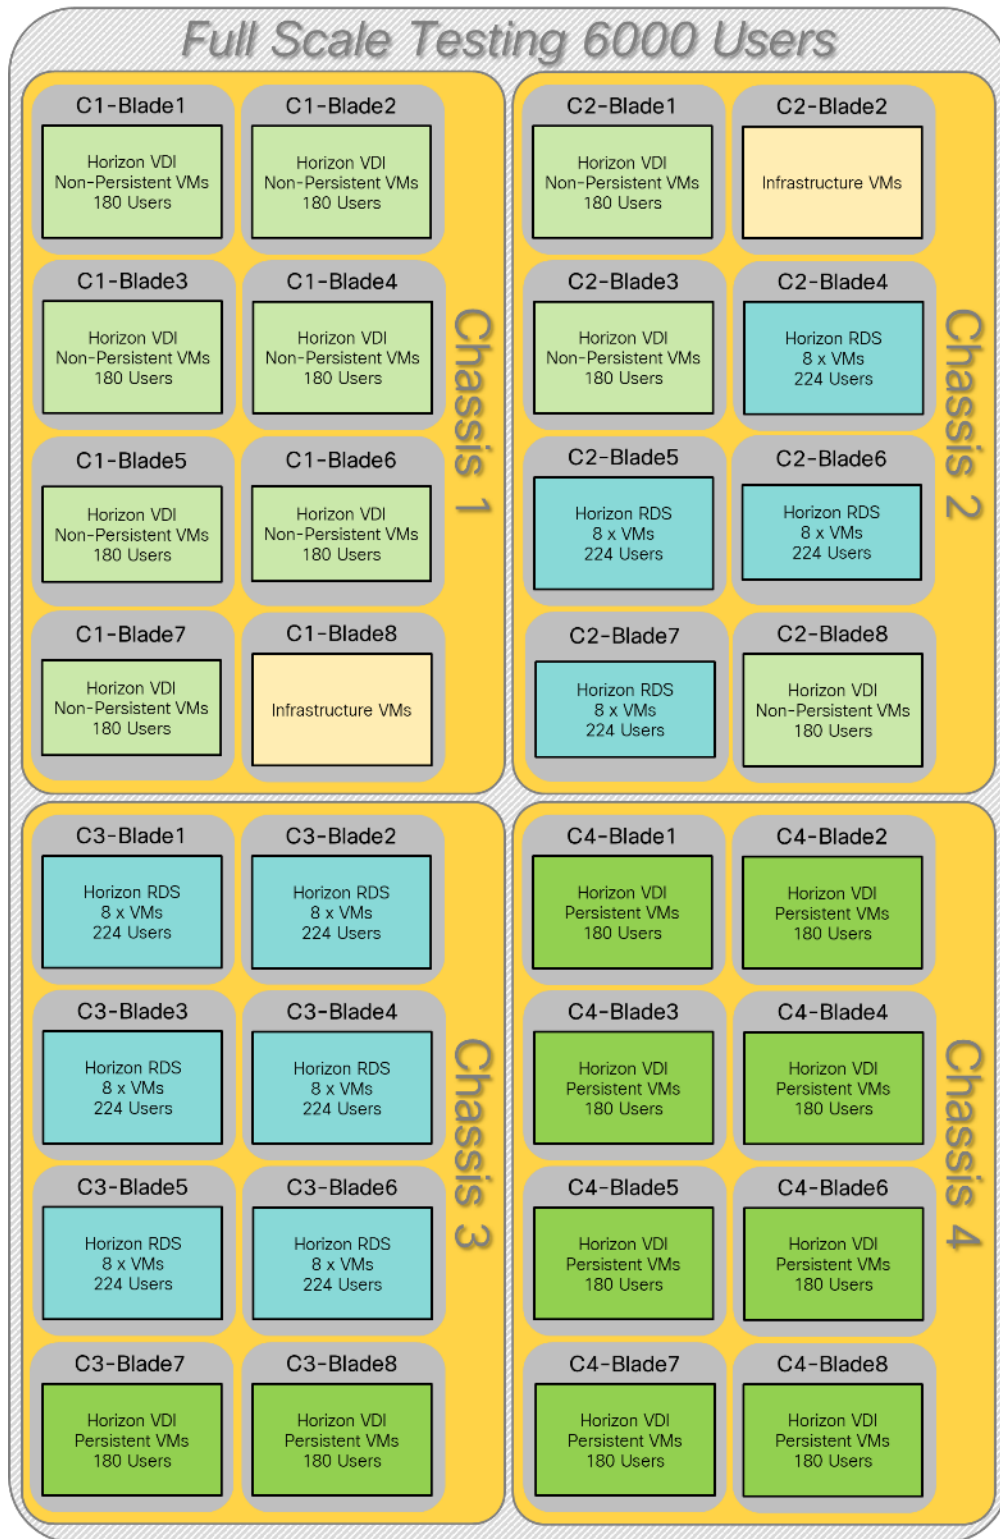 Full Scale Testing 6000 Users
C1-Blade1
Horizon VDI
Non-Persistent VMs
180 Users
C1-Blade2
Horizon VDI
Non-Persistent VMs
180 Users
C1-Blade3
Horizon VDI
Non-Persistent VMs
180 Users
C1-Blade4
Horizon VDI
Non-Persistent VMs
180 Users
C1-Blade5
Horizon VDI
Non-Persistent VMs
180 Users
C1-Blade6
Horizon VDI
Non-Persistent VMs
180 Users
C1-Blade7
Horizon VDI
Non-Persistent VMs
180 Users
C1-Blade8
Infrastructure VMs
Chassis 1
C2-Blade1
Horizon VDI
Non-Persistent VMs
180 Users
C2-Blade2
Infrastructure VMs
C2-Blade3
Horizon VDI
Non-Persistent VMs
180 Users
C2-Blade4
Horizon RDS
8 x VMs
224 Users
C2-Blade5
Horizon RDS
8 x VMs
224 Users
C2-Blade6
Horizon RDS
8 x VMs
224 Users
C2-Blade7
Horizon RDS
8 x VMs
224 Users
C2-Blade8
Horizon VDI
Non-Persistent VMs
180 Users
Chassis 2
C3-Blade1
Horizon RDS
8 x VMs
224 Users
C3-Blade2
Horizon RDS
8 x VMs
224 Users
C3-Blade3
Horizon RDS
8 x VMs
224 Users
C3-Blade4
Horizon RDS
8 x VMs
224 Users
C3-Blade5
Horizon RDS
8 x VMs
224 Users
C3-Blade6
Horizon RDS
8 x VMs
224 Users
C3-Blade7
Horizon VDI
Persistent VMs
180 Users
C3-Blade8
Horizon VDI
Persistent VMs
180 Users
Chassis 3
C4-Blade1
Horizon VDI
Persistent VMs
180 Users
C4-Blade2
Horizon VDI
Persistent VMs
180 Users
C4-Blade3
Horizon VDI
Persistent VMs
180 Users
C4-Blade4
Horizon VDI
Persistent VMs
180 Users
C4-Blade5
Horizon VDI
Persistent VMs
180 Users
C4-Blade6
Horizon VDI
Persistent VMs
180 Users
C4-Blade7
Horizon VDI
Persistent VMs
180 Users
C4-Blade8
Horizon VDI
Persistent VMs
180 Users
Chassis 4